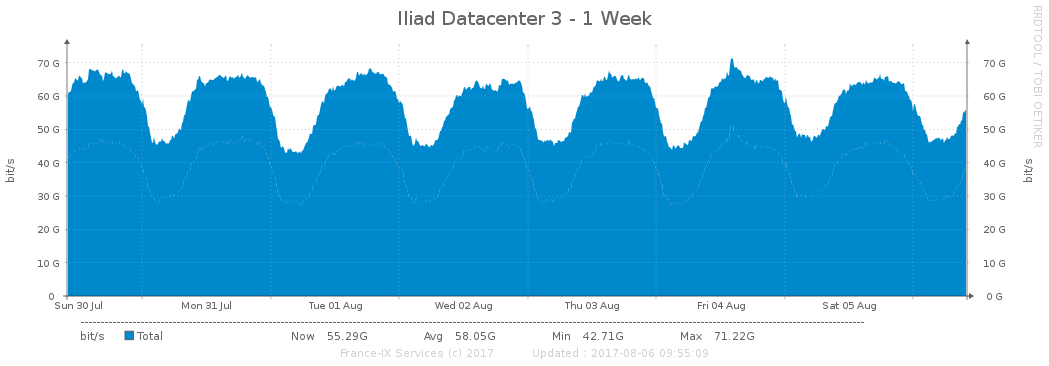 Iliad Datacenter 3 - 1 Week
RRDTOOL / TOBI OETIKER
bit/s
bit/s
70 G 70 G
60 G 60 G
50 G 50 G
40 G 40 G
30 G 30 G
20 G 20 G
10 G 10 G
0 0 G
Sun 30 Jul Mon 31 Jul Tue 01 Aug Wed 02 Aug Thu 03 Aug Fri 04 Aug Sat 05 Aug
bit/s Total Now 55.29G Avg 58.05G Min 42.71G Max 71.22G
France-IX Services (c) 2017 Updated : 2017-08-06 09:55:09